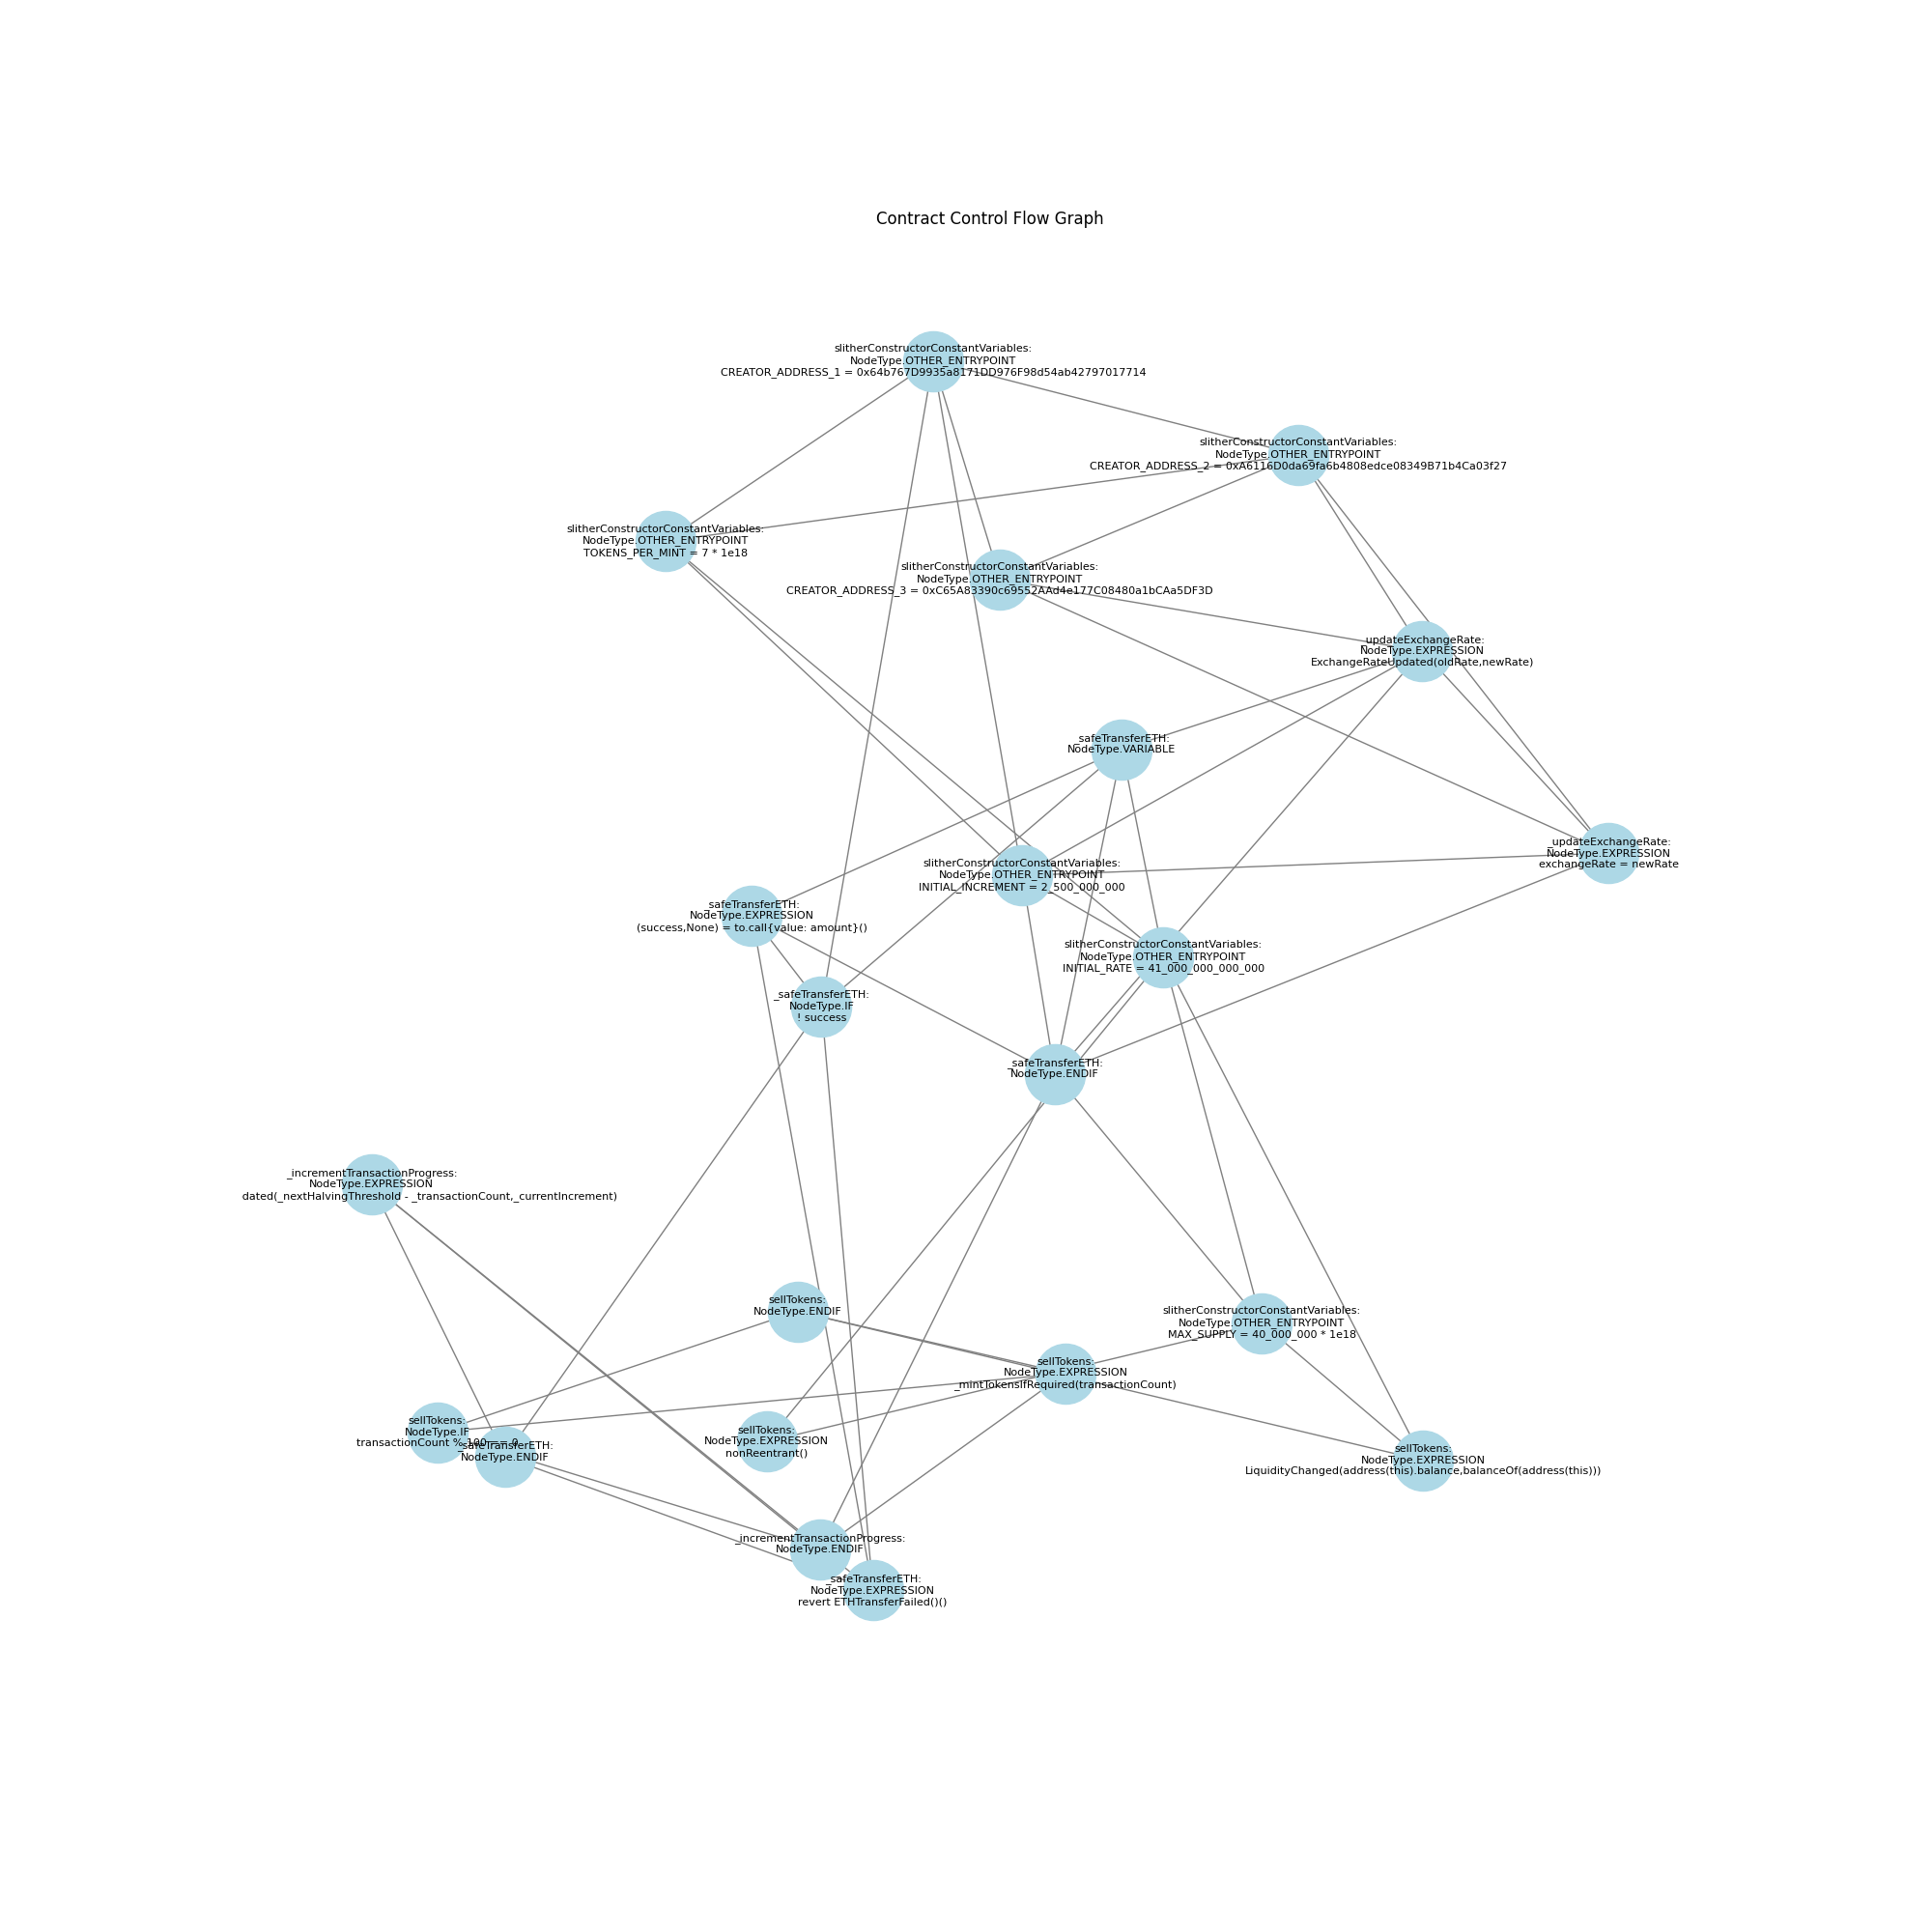 Contract Control Flow Graph
slitherConstructorConstantVariables:
NodeType.OTHER_ENTRYPOINT
CREATOR_ADDRESS_1 = 0x64b767D9935a8171DD976F98d54ab42797017714
slitherConstructorConstantVariables:
NodeType.OTHER_ENTRYPOINT
CREATOR_ADDRESS_2 = 0xA6116D0da69fa6b4808edce08349B71b4Ca03f27
slitherConstructorConstantVariables:
NodeType.OTHER_ENTRYPOINT
TOKENS_PER_MINT = 7 * 1e18
slitherConstructorConstantVariables:
NodeType.OTHER_ENTRYPOINT
CREATOR_ADDRESS_3 = 0xC65A83390c69552AAd4e177C08480a1bCAa5DF3D
_updateExchangeRate:
NodeType.EXPRESSION
ExchangeRateUpdated(oldRate,newRate)
_safeTransferETH:
NodeType.VARIABLE
_updateExchangeRate:
NodeType.EXPRESSION
exchangeRate = newRate
slitherConstructorConstantVariables:
NodeType.OTHER_ENTRYPOINT
INITIAL_INCREMENT = 2_500_000_000
_safeTransferETH:
NodeType.EXPRESSION
(success,None) = to.call{value: amount}()
slitherConstructorConstantVariables:
NodeType.OTHER_ENTRYPOINT
INITIAL_RATE = 41_000_000_000_000
_safeTransferETH:
NodeType.IF
! success
_safeTransferETH:
NodeType.ENDIF
_incrementTransactionProgress:
NodeType.EXPRESSION
dated(_nextHalvingThreshold - _transactionCount,_currentIncrement)
sellTokens:
NodeType.ENDIF
slitherConstructorConstantVariables:
NodeType.OTHER_ENTRYPOINT
MAX_SUPPLY = 40_000_000 * 1e18
sellTokens:
NodeType.EXPRESSION
_mintTokensIfRequired(transactionCount)
sellTokens:
NodeType.IF
transactionCount % 100 == 0
_safeTransferETH:
NodeType.ENDIF
sellTokens:
NodeType.EXPRESSION
nonReentrant()
sellTokens:
NodeType.EXPRESSION
LiquidityChanged(address(this).balance,balanceOf(address(this)))
_incrementTransactionProgress:
NodeType.ENDIF
_safeTransferETH:
NodeType.EXPRESSION
revert ETHTransferFailed()()